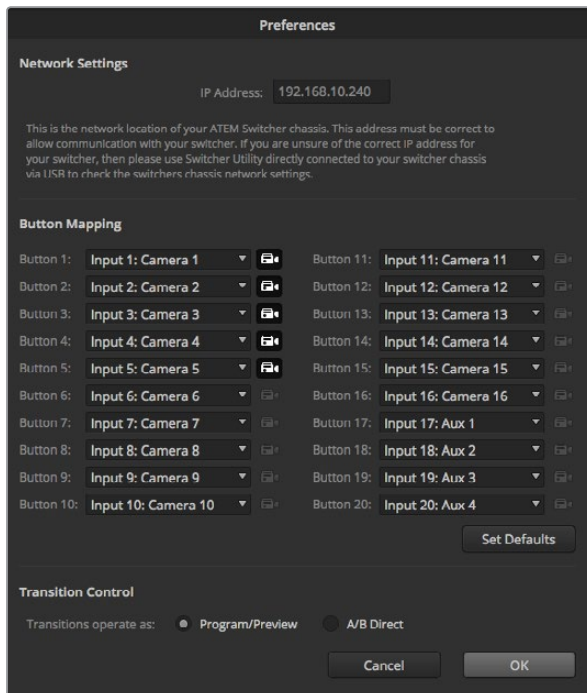 Preferences
Network Settings
IP Address: 192.168.10.240
This is the network location of your ATEM Switcher chassis. This address must be correct to
allow communication with your switcher. If you are unsure of the correct IP address for
your switcher, then please use Switcher Utility directly connected to your switcher chassis
via USB to check the switchers chassis network settings.
Button Mapping
Button 1: Input 1: Camera 1
Button 2: Input 2: Camera 2
Button 3: Input 3: Camera 3
Button 4: Input 4: Camera 4
Button 5: Input 5: Camera 5
Button 6: Input 6: Camera 6
Button 7: Input 7: Camera 7
Button 8: Input 8: Camera 8
Button 9: Input 9: Camera 9
Button 10: Input 10: Camera 10
Button 11: Input 11: Camera 11
Button 12: Input 12: Camera 12
Button 13: Input 13: Camera 13
Button 14: Input 14: Camera 14
Button 15: Input 15: Camera 15
Button 16: Input 16: Camera 16
Button 17: Input 17: Aux 1
Button 18: Input 18: Aux 2
Button 19: Input 19: Aux 3
Button 20: Input 20: Aux 4
Set Defaults
Transition Control
Transitions operate as: Program/Preview A/B Direct
Cancel OK